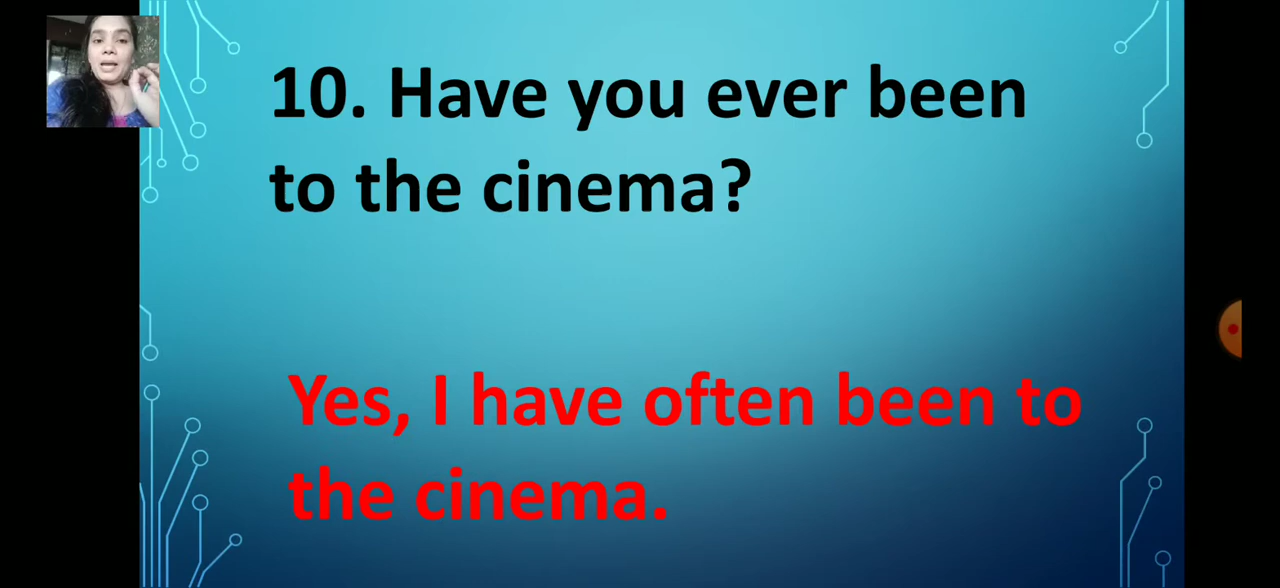 10. Have you ever been
to the cinema?
Yes, I have often been to
the cinema.